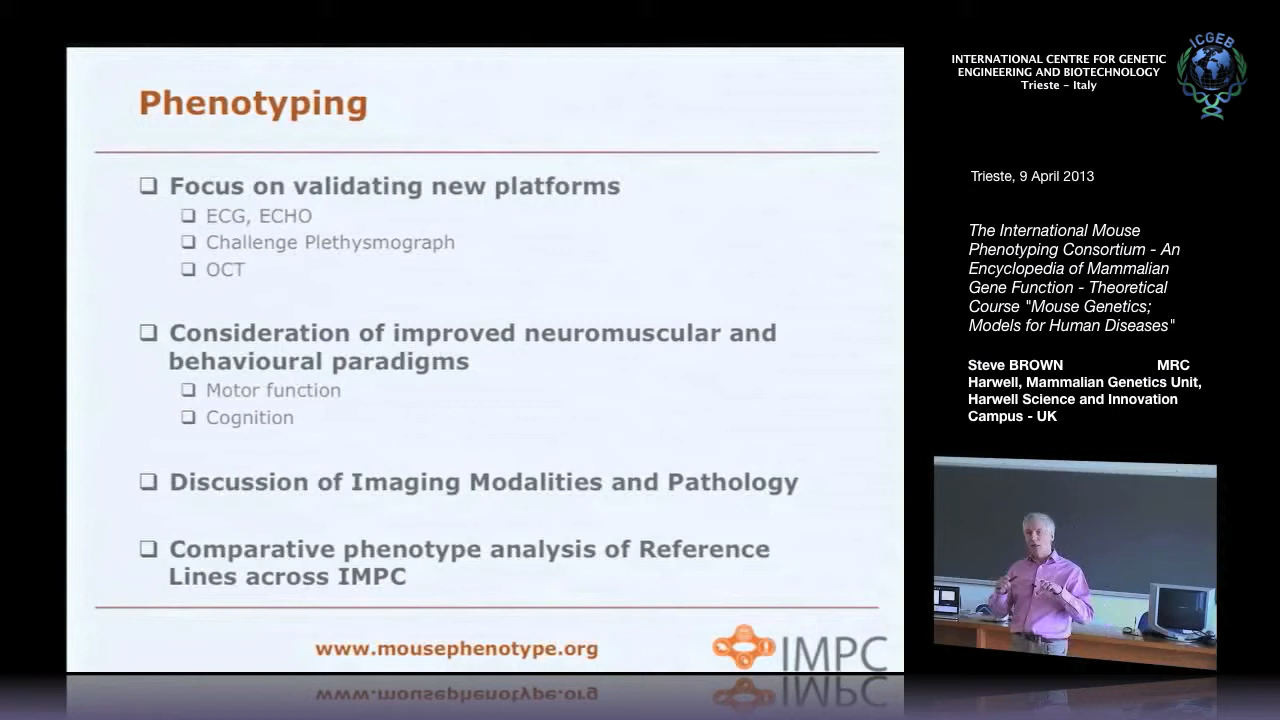 Phenotyping
❑ Focus on validating new platforms
❑ ECG, ECHO
❑ Challenge Plethysmograph
❑ OCT
❑ Consideration of improved neuromuscular and
behavioural paradigms
❑ Motor function
❑ Cognition
❑ Discussion of Imaging Modalities and Pathology
❑ Comparative phenotype analysis of Reference
Lines across IMPC
www.mousephenotype.org
IMPC
INTERNATIONAL CENTRE FOR GENETIC
ENGINEERING AND BIOTECHNOLOGY
Trieste - Italy
ICGEB
Trieste, 9 April 2013
The International Mouse
Phenotyping Consortium - An
Encyclopedia of Mammalian
Gene Function - Theoretical
Course "Mouse Genetics;
Models for Human Diseases"
Steve BROWN MRC
Harwell, Mammalian Genetics Unit,
Harwell Science and Innovation
Campus - UK